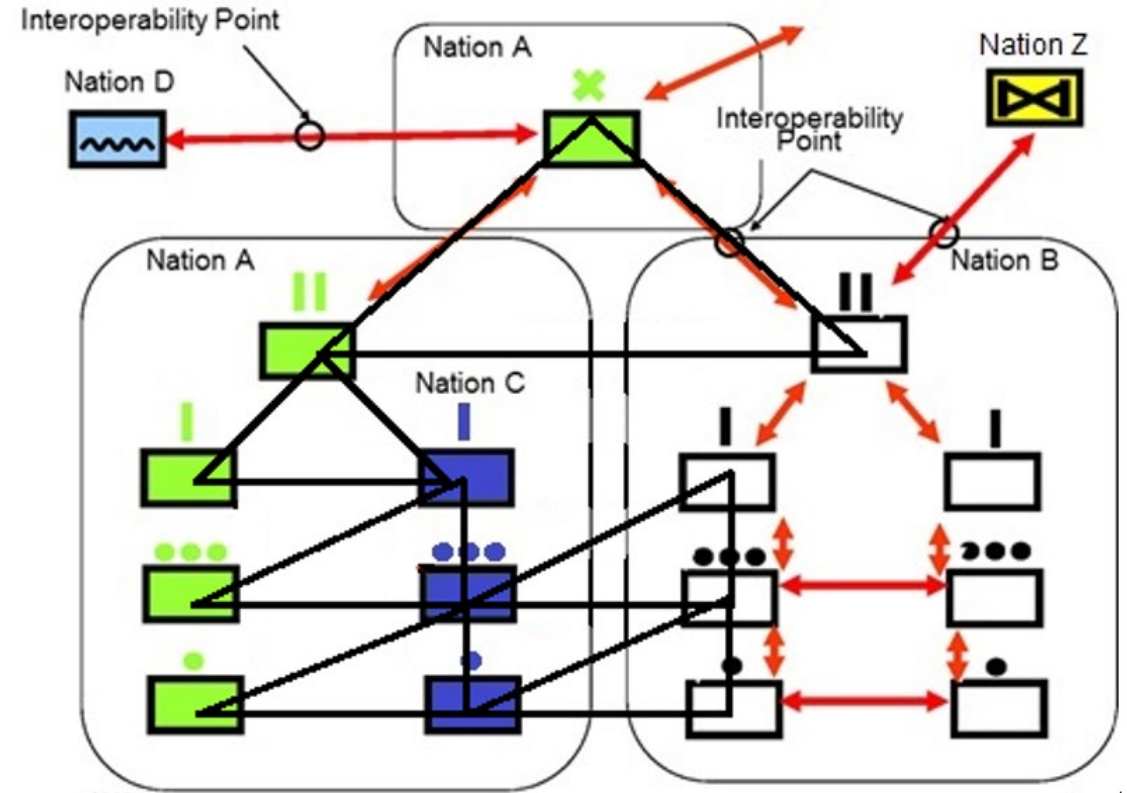 Interoperability Point
Nation A
Nation Z
Nation D
Interoperability
Point
Nation A
Nation B
Nation C